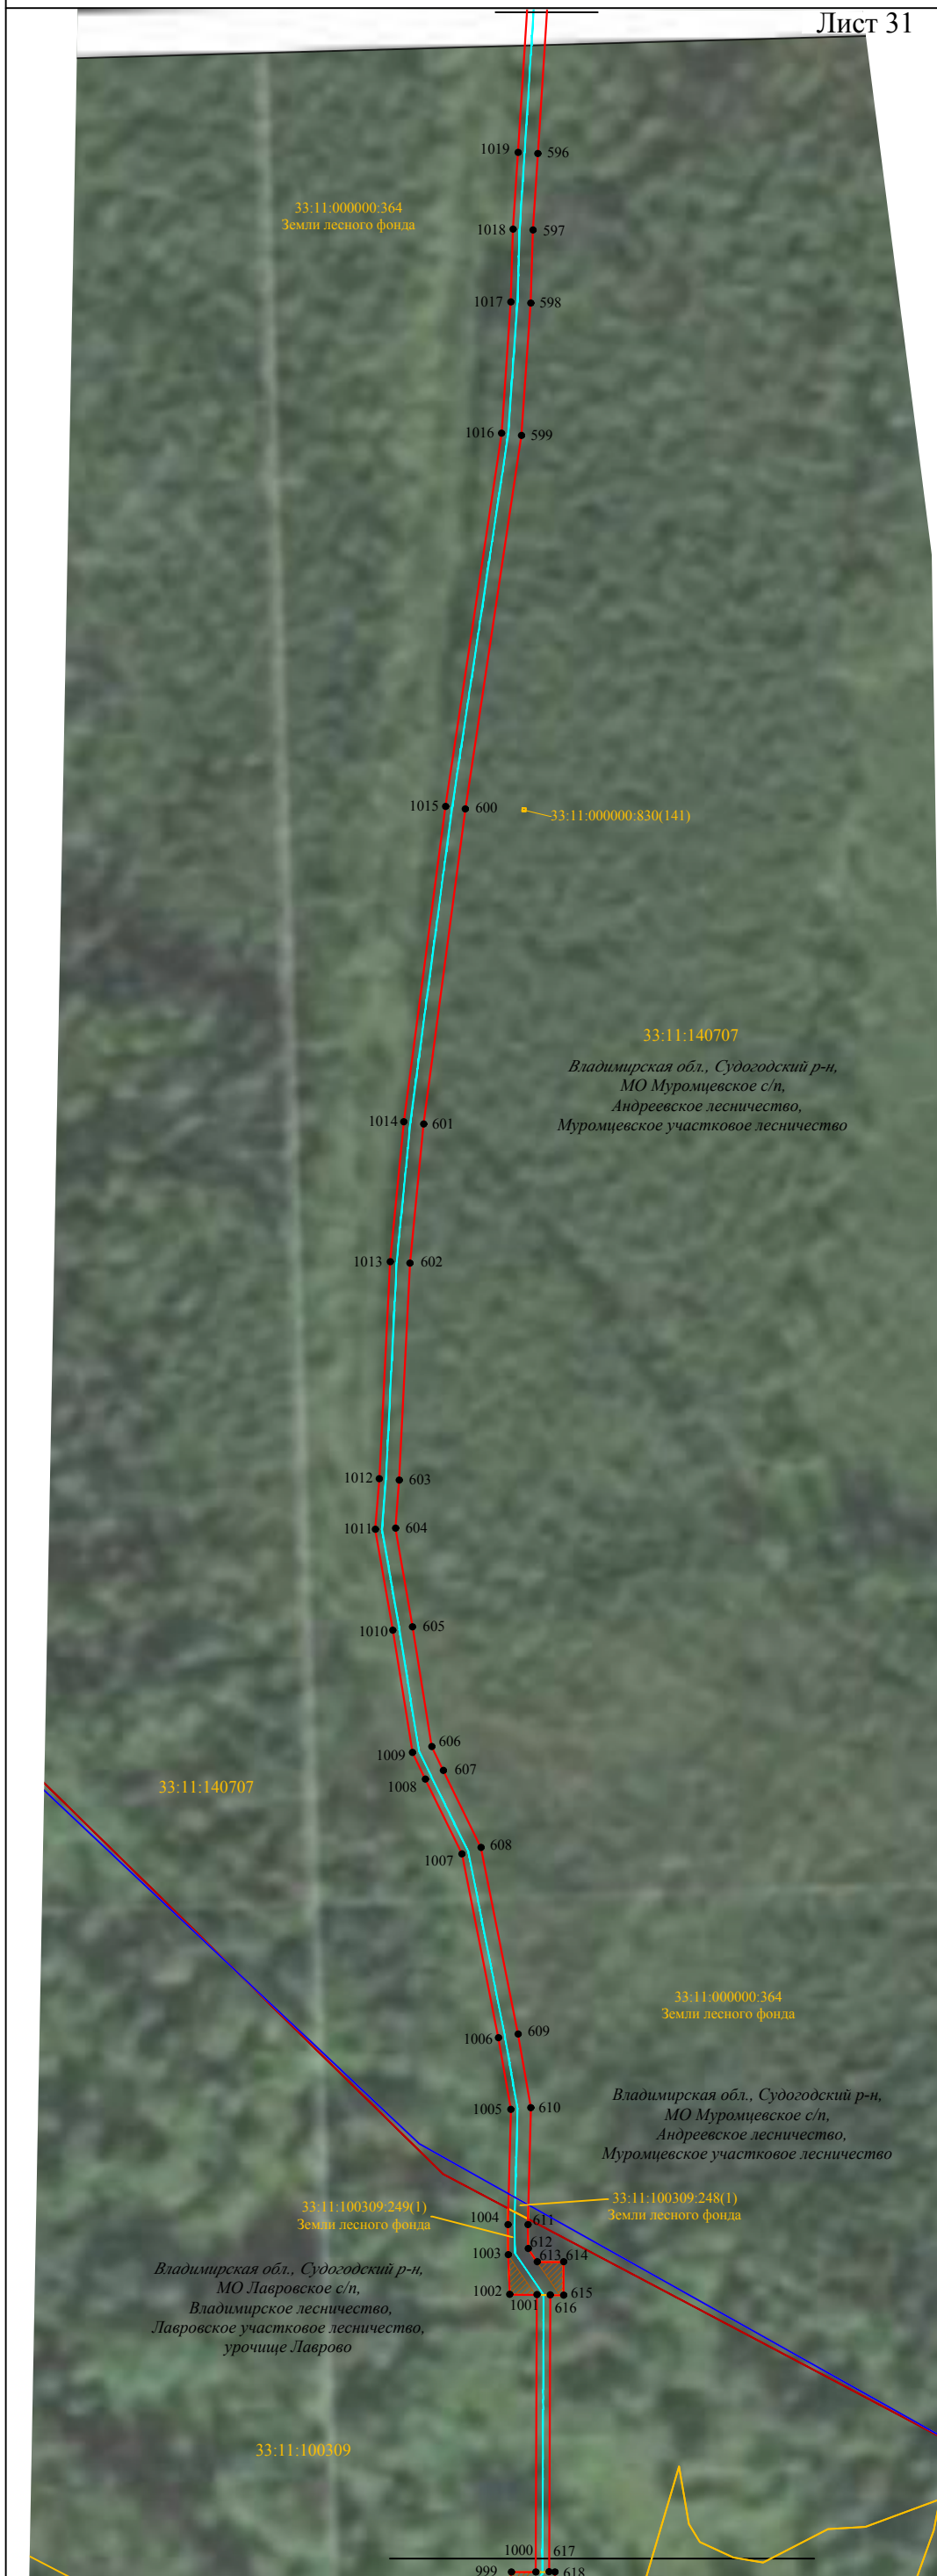 Лист 31
1019
596
33:11:000000:364
Земли лесного фонда
1018
597
1017
598
1016
599
1015
600
33:11:000000:830(141)
33:11:140707
Владимирская обл., Судогодский р-н,
МО Муромцевское с/п,
Андреевское лесничество,
Муромцевское участковое лесничество
1014
601
1013
602
1012
603
1011
604
1010
605
1009
606
607
1008
33:11:140707
608
1007
33:11:000000:364
Земли лесного фонда
1006
609
Владимирская обл., Судогодский р-н,
МО Муромцевское с/п,
Андреевское лесничество,
Муромцевское участковое лесничество
1005
610
33:11:100309:248(1)
Земли лесного фонда
33:11:100309:249(1)
Земли лесного фонда
1004
611
612
1003
613
614
Владимирская обл., Судогодский р-н,
МО Лавровское с/п,
Владимирское лесничество,
Лавровское участковое лесничество,
урочище Лаврово
1002
1001
615
616
33:11:100309
1000
617
999
618